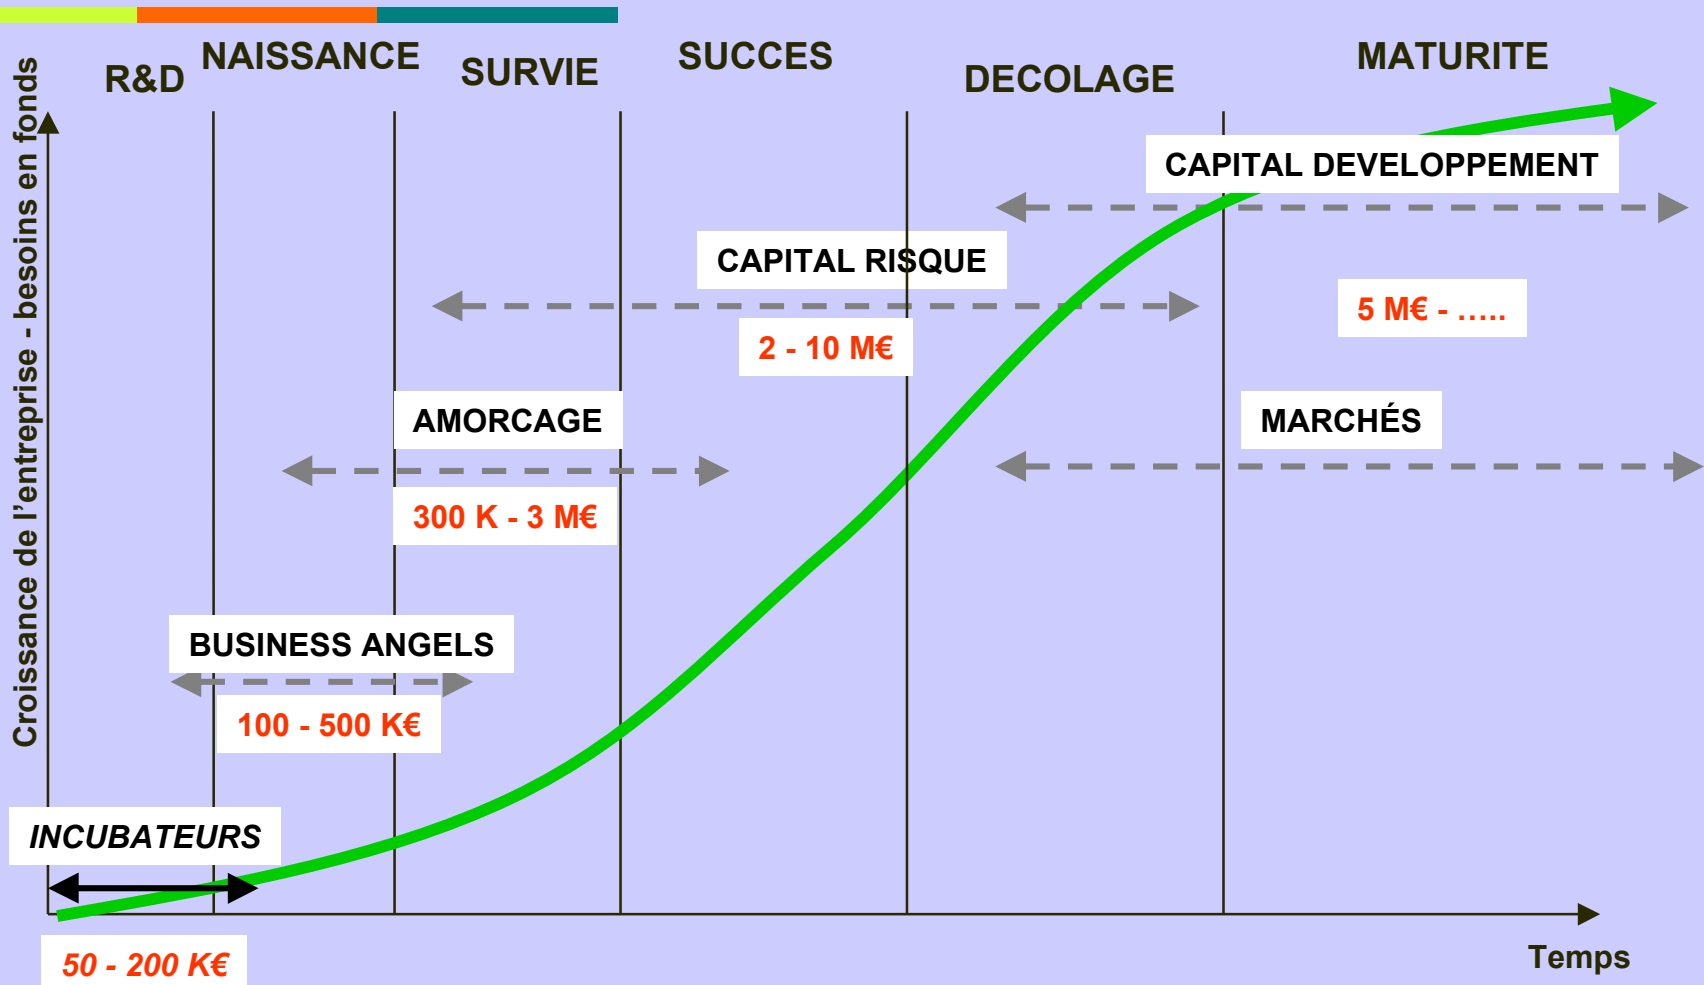 R&D
NAISSANCE
SURVIE
SUCCES
DECOLAGE
MATURITE
Croissance de l'entreprise - besoins en fonds
CAPITAL DEVELOPPEMENT
CAPITAL RISQUE
5 M€ - .....
2 - 10 M€
AMORCAGE
MARCHÉS
300 K - 3 M€
BUSINESS ANGELS
100 - 500 K€
INCUBATEURS
50 - 200 K€
Temps